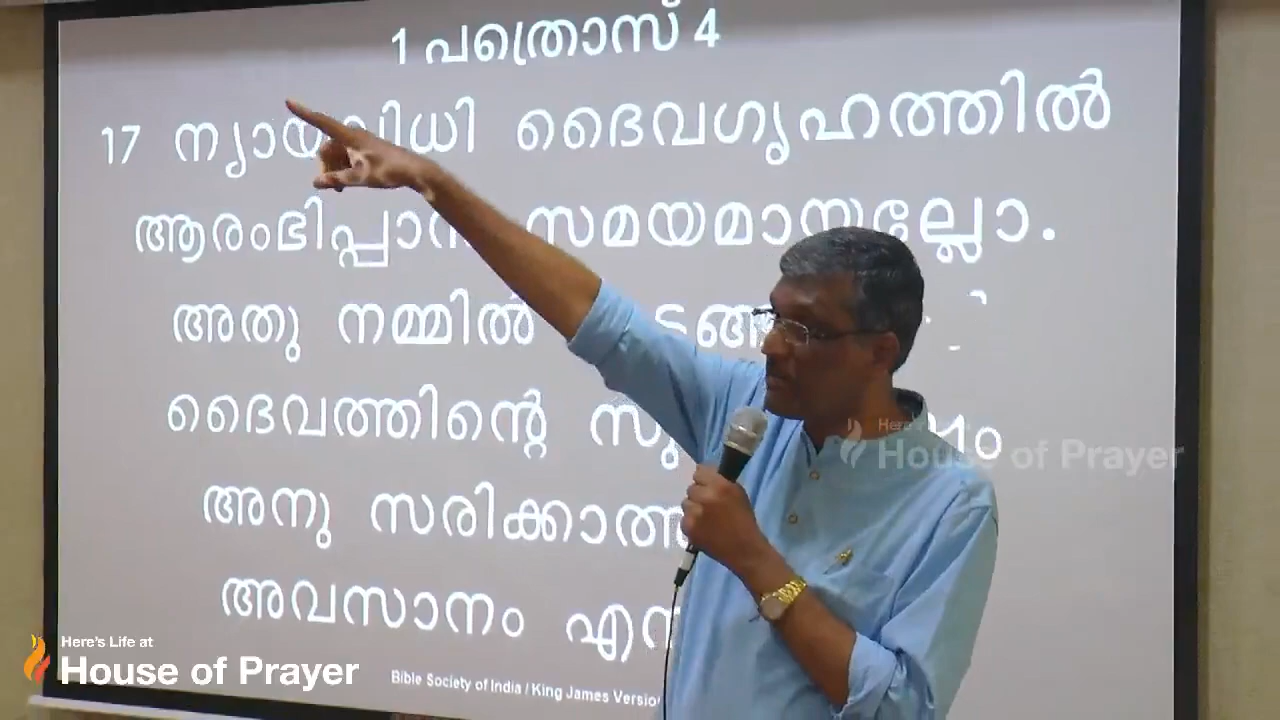 1 പത്രൊസ് 4
17 ന്യായവിധി ദൈവഗൃഹത്തിൽ
ആരംഭിപ്പാൻ സമയമായല്ലോ.
അതു നമ്മിൽ
ദൈവത്തിന്റെ
അനു സരിക്കാത്ത
അവസാനം
Bible Society of India / King James Version
Here's Life at
House of Prayer
House of Prayer